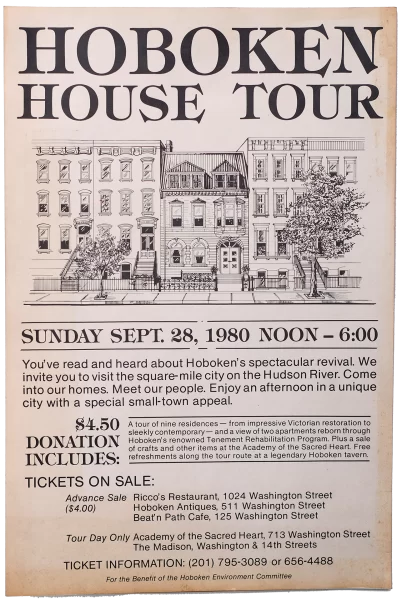 HOBOKEN
HOUSE TOUR
SUNDAY SEPT. 28, 1980 NOON – 6:00
You've read and heard about Hoboken's spectacular revival. We
invite you to visit the square-mile city on the Hudson River. Come
into our homes. Meet our people. Enjoy an afternoon in a unique
city with a special small-town appeal.
$4.50
DONATION
INCLUDES:
A tour of nine residences — from impressive Victorian restoration to
sleekly contemporary — and a view of two apartments reborn through
Hoboken's renowned Tenement Rehabilitation Program. Plus a sale
of crafts and other items at the Academy of the Sacred Heart. Free
refreshments along the tour route at a legendary Hoboken tavern.
TICKETS ON SALE:
Advance Sale Ricco's Restaurant, 1024 Washington Street
($4.00) Hoboken Antiques, 511 Washington Street
Beat'n Path Cafe, 125 Washington Street
Tour Day Only Academy of the Sacred Heart, 713 Washington Street
The Madison, Washington & 14th Streets
TICKET INFORMATION: (201) 795-3089 or 656-4488
For the Benefit of the Hoboken Environment Committee